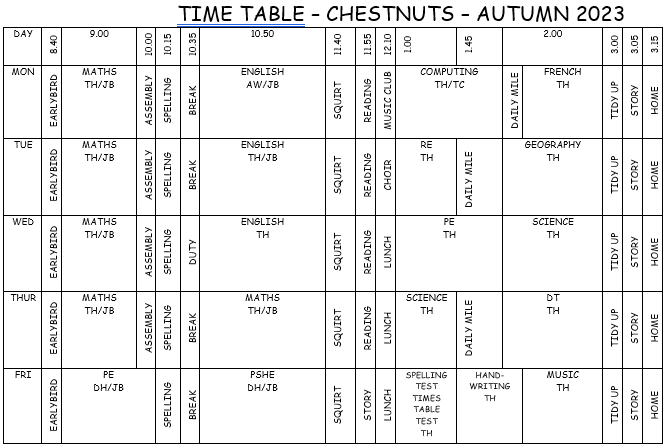 TIME TABLE – CHESTNUTS – AUTUMN 2023
DAY 8.40 9.00 10.00 10.15 10.35 10.50 11.40 11.55 12.10 1.00 1.45 2.00 3.00 3.05 3.15
MON EARLYBIRD MATHS TH/JB ASSEMBLY SPELLING BREAK ENGLISH AW/JB SQUIRT READING MUSIC CLUB COMPUTING TH/TC DAILY MILE FRENCH TH TIDY UP STORY HOME
TUE EARLYBIRD MATHS TH/JB ASSEMBLY SPELLING BREAK ENGLISH TH/JB SQUIRT READING CHOIR RE TH DAILY MILE GEOGRAPHY TH TIDY UP STORY HOME
WED EARLYBIRD MATHS TH/JB ASSEMBLY SPELLING DUTY ENGLISH TH SQUIRT READING LUNCH PE TH SCIENCE TH TIDY UP STORY HOME
THUR EARLYBIRD MATHS TH/JB ASSEMBLY SPELLING BREAK MATHS TH/JB SQUIRT READING LUNCH SCIENCE TH DAILY MILE DT TH TIDY UP STORY HOME
FRI EARLYBIRD PE DH/JB SPELLING BREAK PSHE DH/JB SQUIRT STORY LUNCH SPELLING TEST TIMES TABLE TEST TH HAND-WRITING TH MUSIC TH TIDY UP STORY HOME